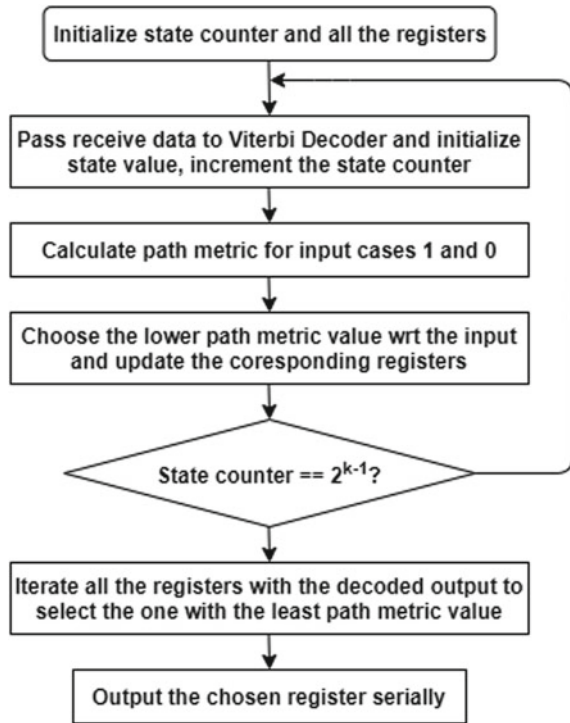 Initialize state counter and all the registers
Pass receive data to Viterbi Decoder and initialize
state value, increment the state counter
Calculate path metric for input cases 1 and 0
Choose the lower path metric value wrt the input
and update the coresponding registers
State counter == 2^{k-1}?
Iterate all the registers with the decoded output to
select the one with the least path metric value
Output the chosen register serially